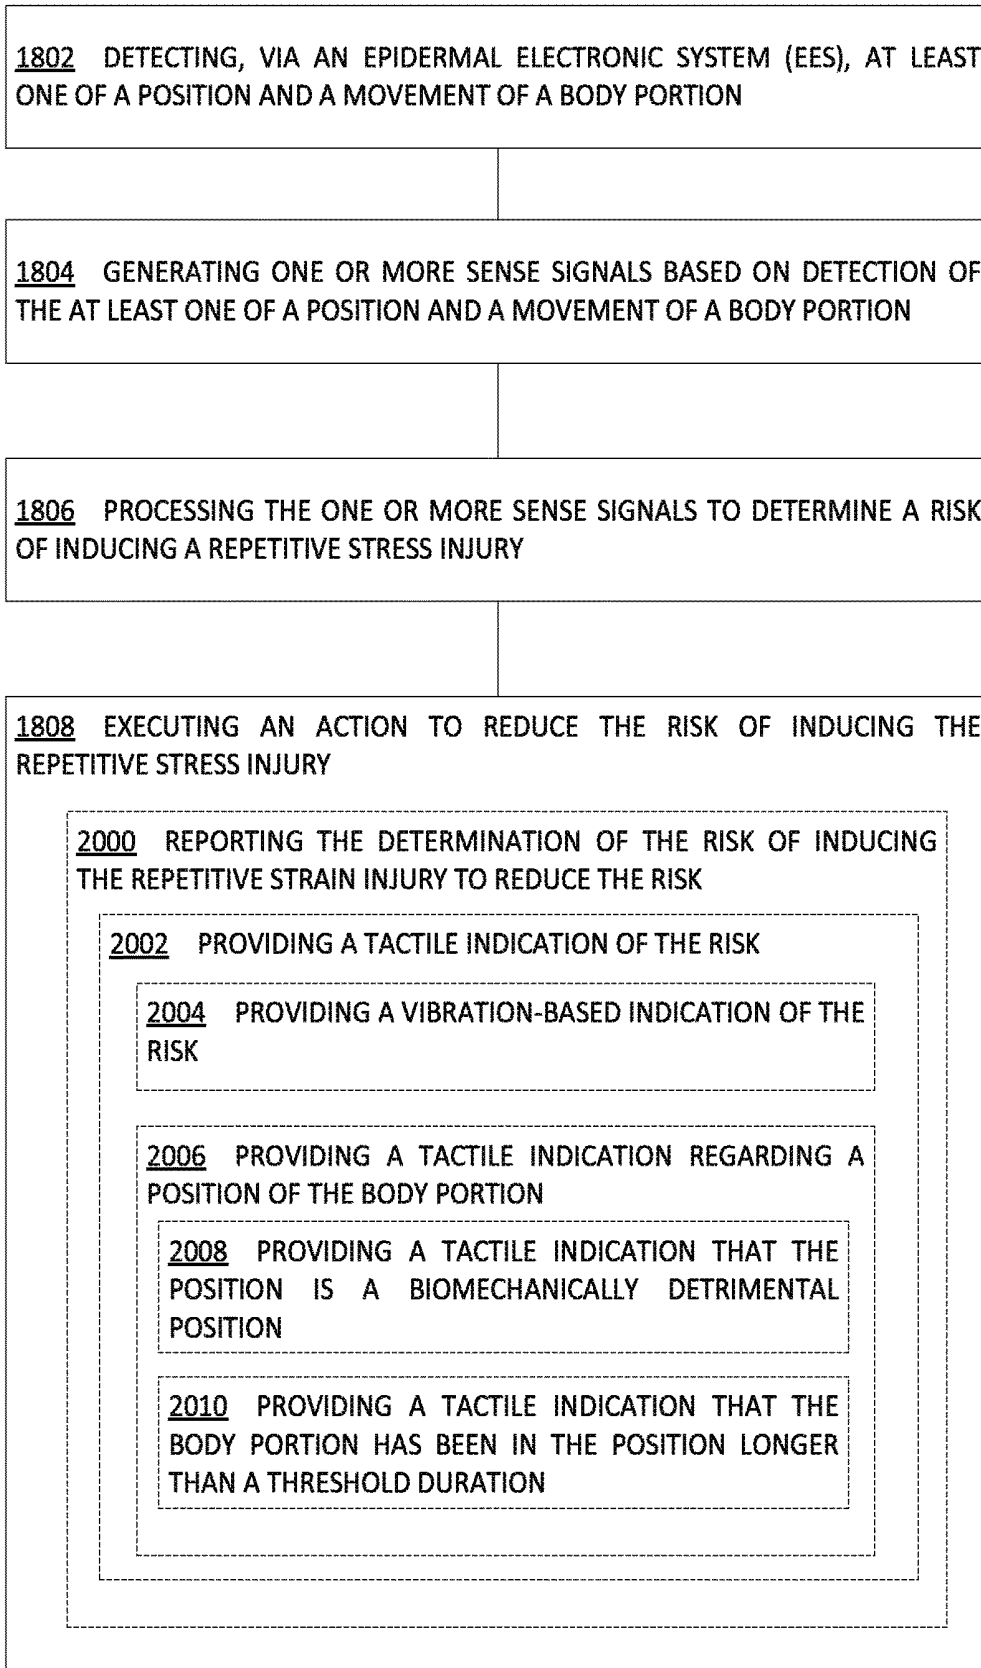 1802 DETECTING, VIA AN EPIDERMAL ELECTRONIC SYSTEM (EES), AT LEAST
ONE OF A POSITION AND A MOVEMENT OF A BODY PORTION
1804 GENERATING ONE OR MORE SENSE SIGNALS BASED ON DETECTION OF
THE AT LEAST ONE OF A POSITION AND A MOVEMENT OF A BODY PORTION
1806 PROCESSING THE ONE OR MORE SENSE SIGNALS TO DETERMINE A RISK
OF INDUCING A REPETITIVE STRESS INJURY
1808 EXECUTING AN ACTION TO REDUCE THE RISK OF INDUCING THE
REPETITIVE STRESS INJURY
2000 REPORTING THE DETERMINATION OF THE RISK OF INDUCING
THE REPETITIVE STRAIN INJURY TO REDUCE THE RISK
2002 PROVIDING A TACTILE INDICATION OF THE RISK
2004 PROVIDING A VIBRATION-BASED INDICATION OF THE
RISK
2006 PROVIDING A TACTILE INDICATION REGARDING A
POSITION OF THE BODY PORTION
2008 PROVIDING A TACTILE INDICATION THAT THE
POSITION IS A BIOMECHANICALLY DETRIMENTAL
POSITION
2010 PROVIDING A TACTILE INDICATION THAT THE
BODY PORTION HAS BEEN IN THE POSITION LONGER
THAN A THRESHOLD DURATION